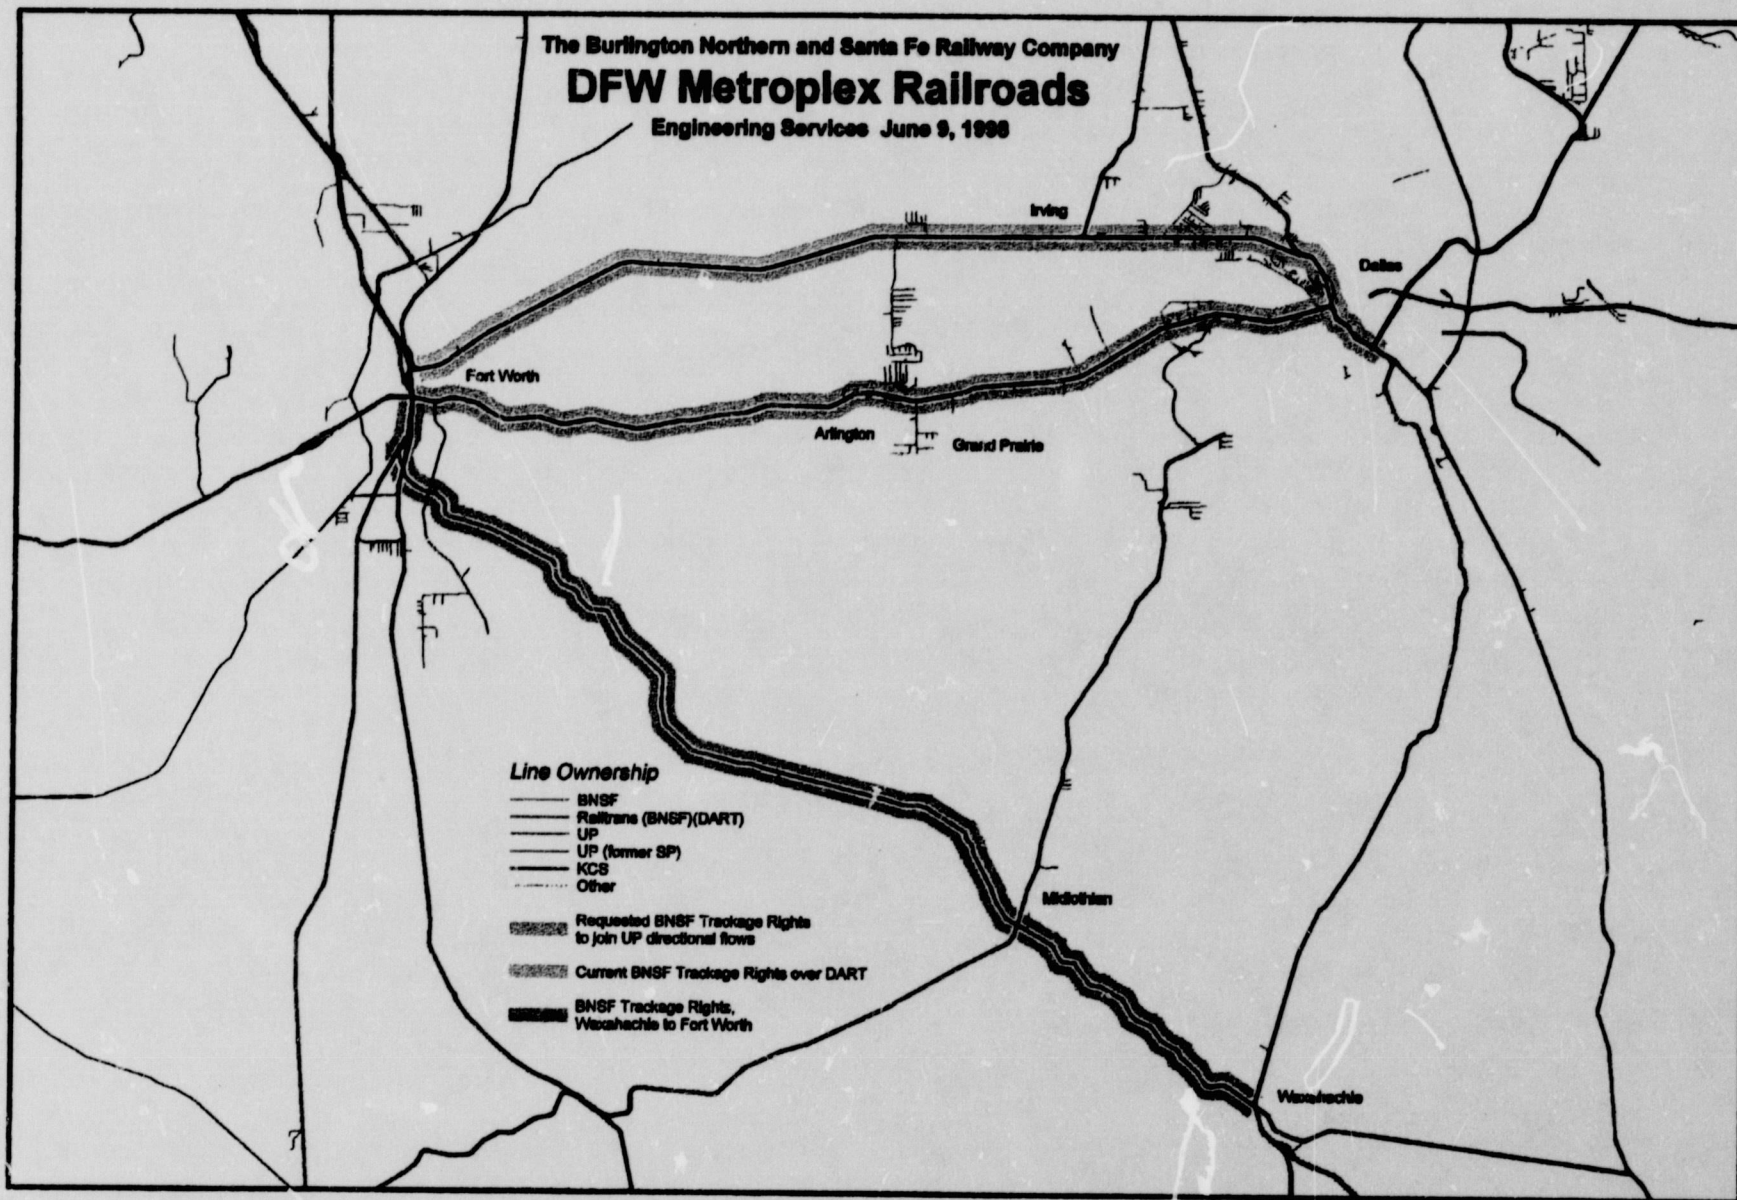 The Burlington Northern and Santa Fe Railway Company
DFW Metroplex Railroads
Engineering Services June 9, 1998
Irving
Dallas
Fort Worth
Arlington
Grand Prairie
Line Ownership
BNSF
Railtrans (BNSF)(DART)
UP
UP (former SP)
KCS
Other
Requested BNSF Trackage Rights
to join UP directional flows
Current BNSF Trackage Rights over DART
BNSF Trackage Rights,
Waxahachie to Fort Worth
Midlothian
Waxahachie